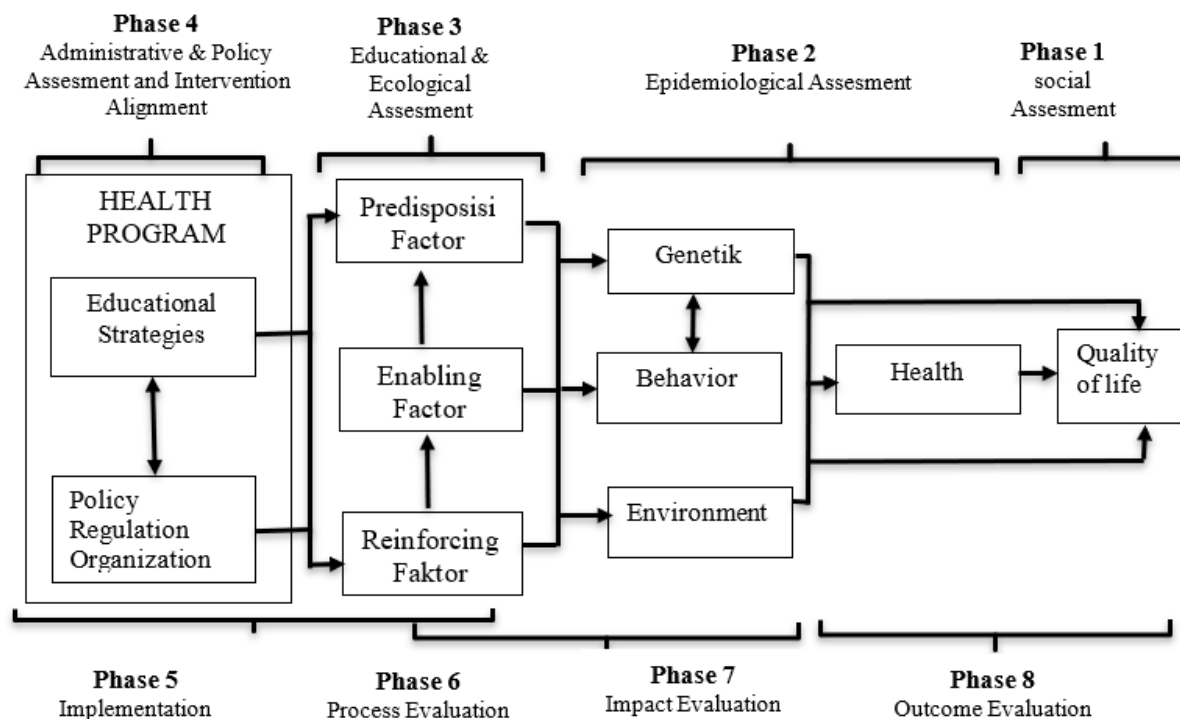 Phase 4
Administrative & Policy
Assesment and Intervention
Alignment
Phase 3
Educational &
Ecological
Assesment
Phase 2
Epidemiological Assesment
Phase 1
social
Assesment
HEALTH
PROGRAM
Educational
Strategies
Policy
Regulation
Organization
Predisposisi
Factor
Enabling
Factor
Reinforcing
Faktor
Genetik
Behavior
Environment
Health
Quality
of life
Phase 5
Implementation
Phase 6
Process Evaluation
Phase 7
Impact Evaluation
Phase 8
Outcome Evaluation